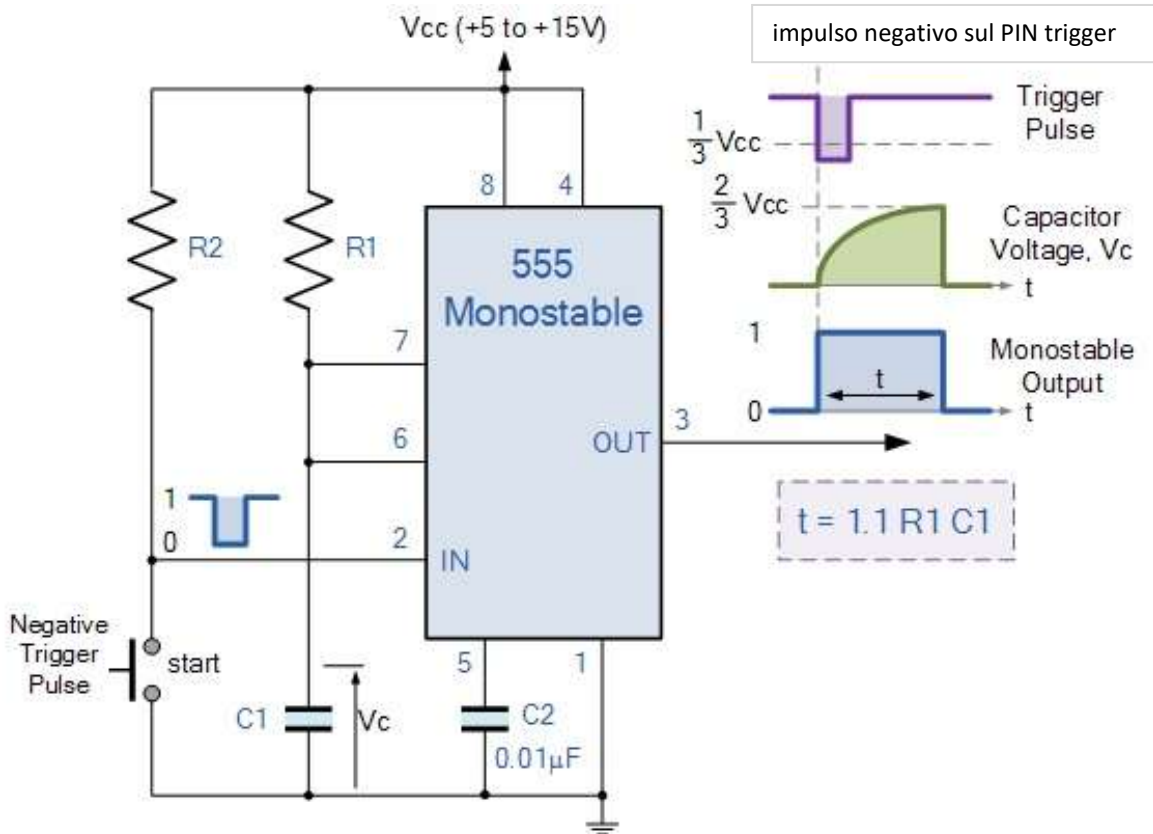 Vcc (+5 to +15V)
impulso negativo sul PIN trigger
Trigger
Pulse
1/3 Vcc
2/3 Vcc
Capacitor
Voltage, Vc
t
R2
R1
8
4
555
Monostable
7
6
2
IN
OUT
3
1
0
t
Monostable
Output
t
t = 1.1 R1 C1
1
0
Negative
Trigger
Pulse
start
C1
Vc
5
1
C2
0.01µF